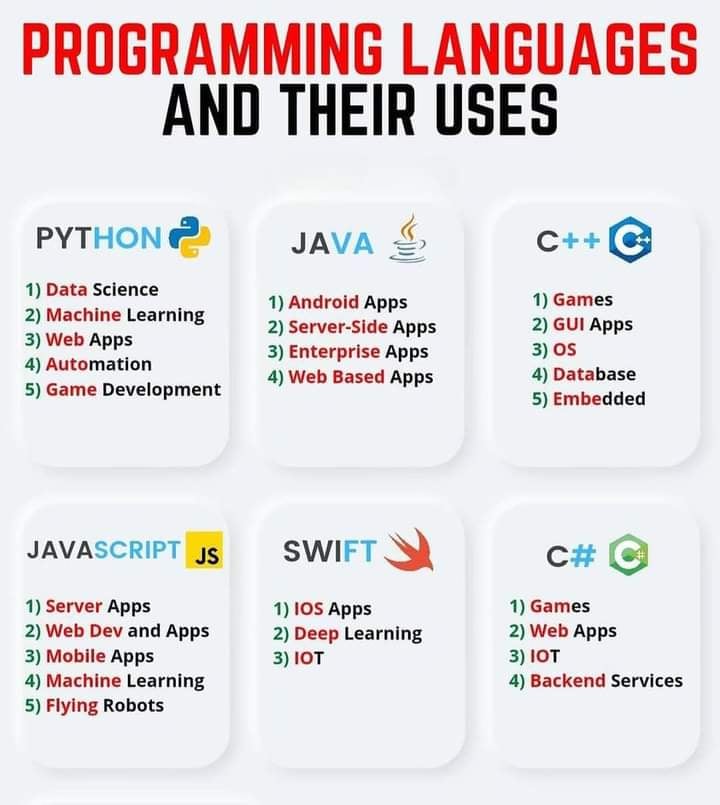 PROGRAMMING LANGUAGES
AND THEIR USES
PYTHON
1) Data Science
2) Machine Learning
3) Web Apps
4) Automation
5) Game Development
JAVA
1) Android Apps
2) Server-Side Apps
3) Enterprise Apps
4) Web Based Apps
C++
C++
1) Games
2) GUI Apps
3) OS
4) Database
5) Embedded
JAVASCRIPT
JS
1) Server Apps
2) Web Dev and Apps
3) Mobile Apps
4) Machine Learning
5) Flying Robots
SWIFT
1) IOS Apps
2) Deep Learning
3) IOT
C#
C#
1) Games
2) Web Apps
3) IOT
4) Backend Services